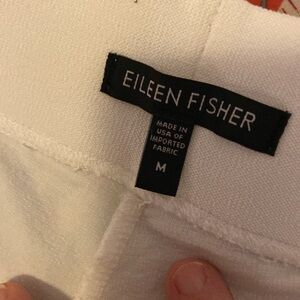 EILEEN FISHER
MADE IN
USA OF
IMPORTED
FABRIC
M